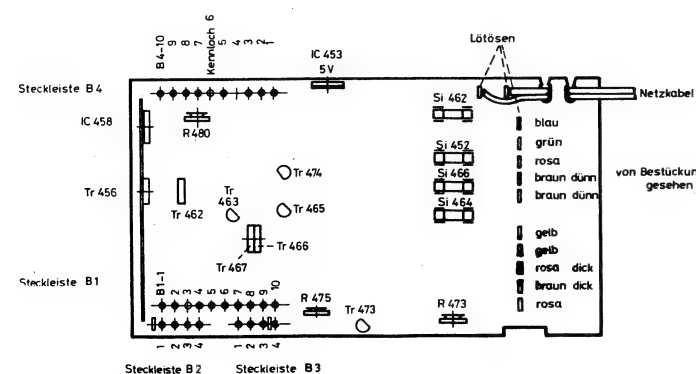 B4-10 9 8 7 Kennloch 6 5 4 3 2 1
IC 453
5V
Lötösen
Steckleiste B4
Netzkabel
Si 462
IC 458
R 480
blau
grün
Si 452
rosa
Tr 474
Si 466
braun dünn
von Bestückun
gesehen
Tr 456
Tr 462
Tr
463
Tr 465
Si 464
braun dünn
Tr 466
Tr 467
gelb
gelb
rosa dick
braun dick
rosa
Steckleiste B1
B1-1 2 3 4 5 6 7 8 9 10
R 475
Tr 473
R 473
1 2 3 4 1 2 3 4
Steckleiste B2
Steckleiste B3